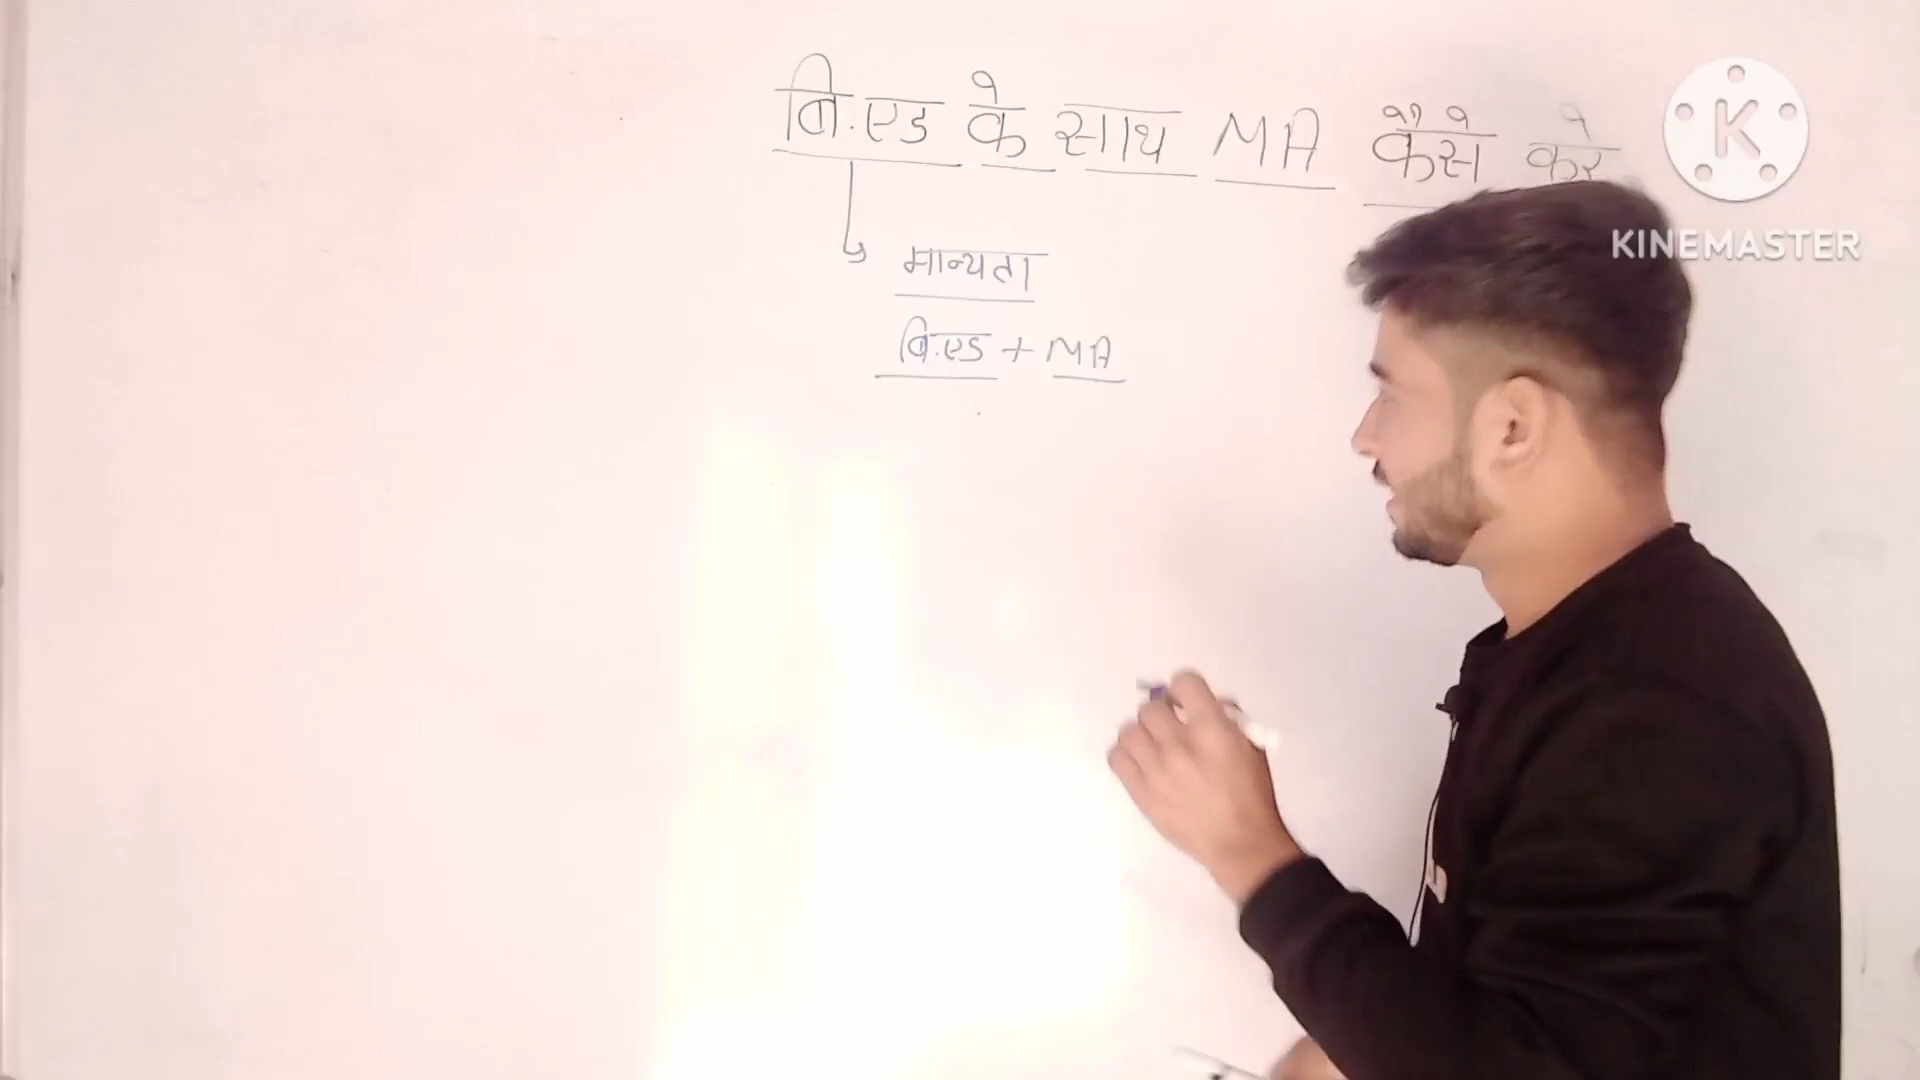 बि.एड के साथ MA कैसे करे
मान्यता
बि.एड + MA
K
KINEMASTER